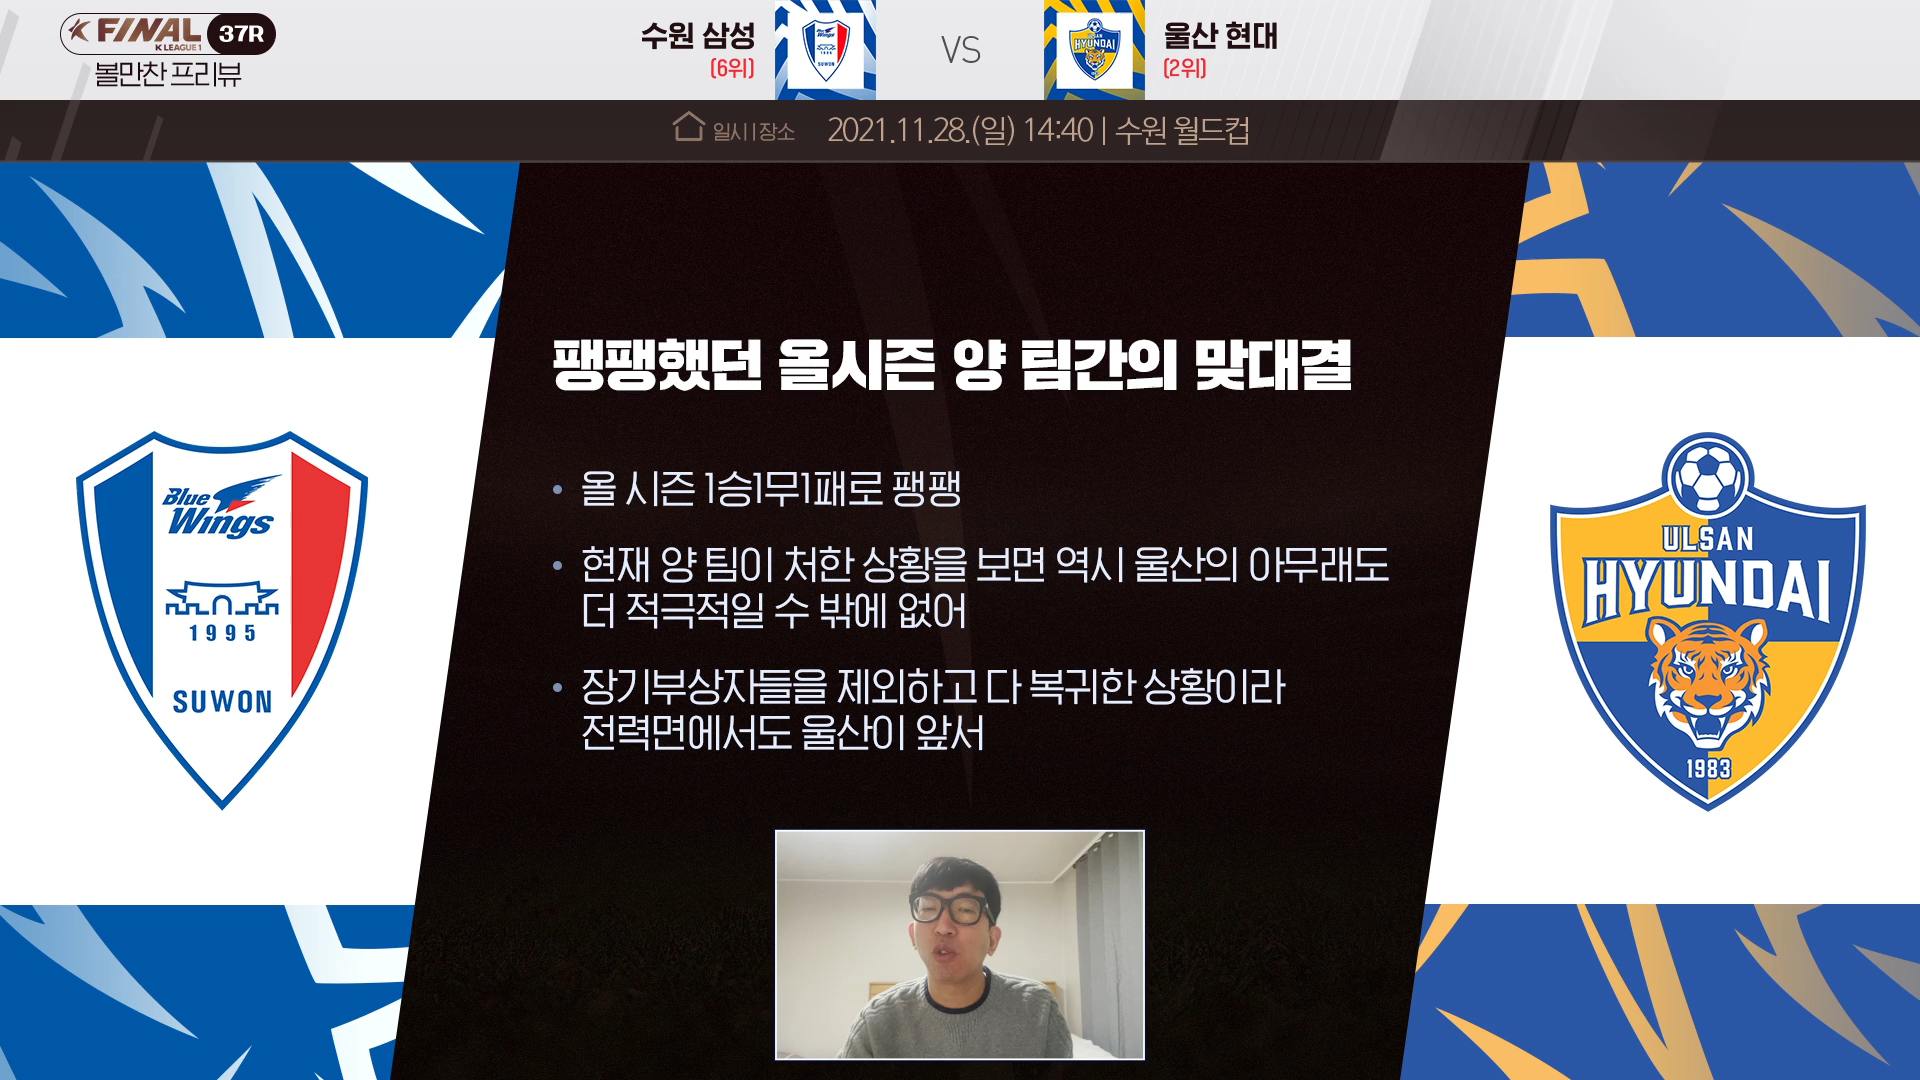 FINAL 37R
K LEAGUE 1
볼만찬 프리뷰
수원 삼성
(6위)
VS
울산 현대
(2위)
일시 | 장소 2021.11.28.(일) 14:40 | 수원 월드컵
팽팽했던 올시즌 양 팀간의 맞대결
• 올 시즌 1승1무1패로 팽팽
• 현재 양 팀이 처한 상황을 보면 역시 울산의 아무래도
더 적극적일 수 밖에 없어
• 장기부상자들을 제외하고 다 복귀한 상황이라
전력면에서도 울산이 앞서
Blue
Wings
1995
SUWON
ULSAN
HYUNDAI
1983